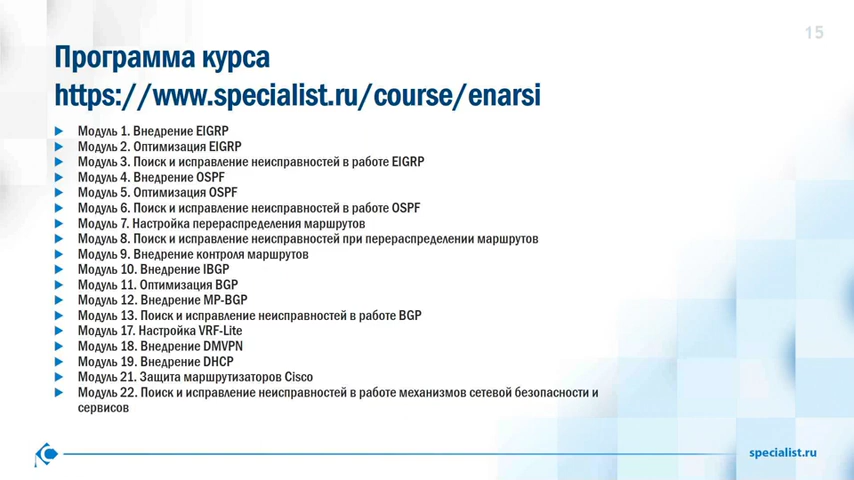 15
Программа курса
https://www.specialist.ru/course/enarsi
Модуль 1. Внедрение EIGRP
Модуль 2. Оптимизация EIGRP
Модуль 3. Поиск и исправление неисправностей в работе EIGRP
Модуль 4. Внедрение OSPF
Модуль 5. Оптимизация OSPF
Модуль 6. Поиск и исправление неисправностей в работе OSPF
Модуль 7. Настройка перераспределения маршрутов
Модуль 8. Поиск и исправление неисправностей при перераспределении маршрутов
Модуль 9. Внедрение контроля маршрутов
Модуль 10. Внедрение IBGP
Модуль 11. Оптимизация BGP
Модуль 12. Внедрение MP-BGP
Модуль 13. Поиск и исправление неисправностей в работе BGP
Модуль 17. Настройка VRF-Lite
Модуль 18. Внедрение DMVPN
Модуль 19. Внедрение DHCP
Модуль 21. Защита маршрутизаторов Cisco
Модуль 22. Поиск и исправление неисправностей в работе механизмов сетевой безопасности и
сервисов
specialist.ru